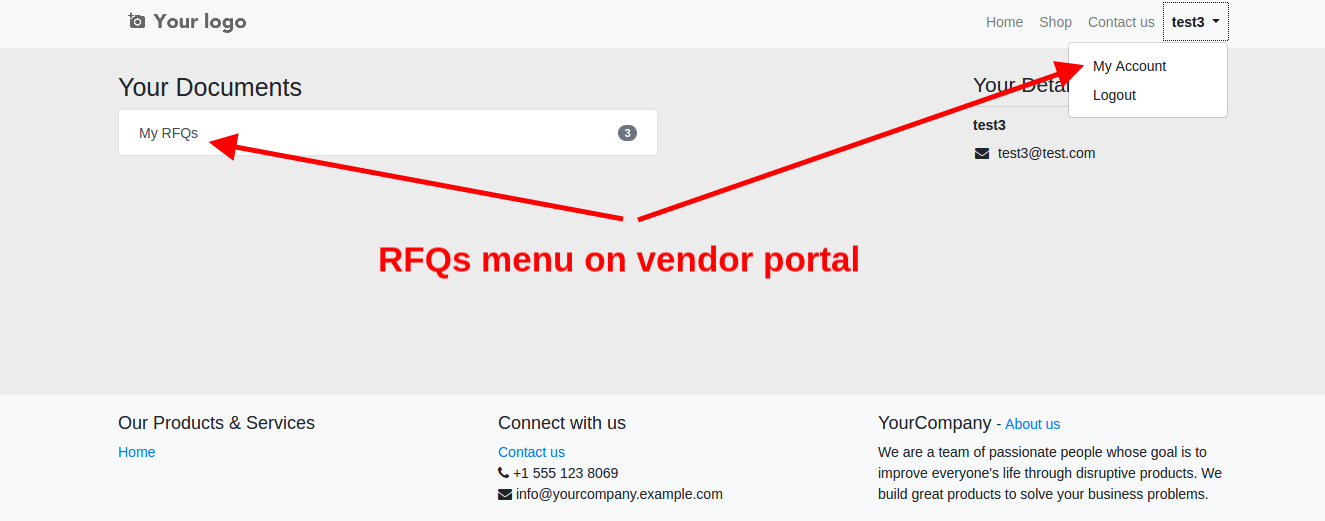 Your logo
Home Shop Contact us test3
My Account
Logout
Your Documents
My RFQs 3
Your Detai
test3
test3@test.com
RFQs menu on vendor portal
Our Products & Services
Home
Connect with us
Contact us
+1 555 123 8069
info@yourcompany.example.com
YourCompany - About us
We are a team of passionate people whose goal is to
improve everyone's life through disruptive products. We
build great products to solve your business problems.